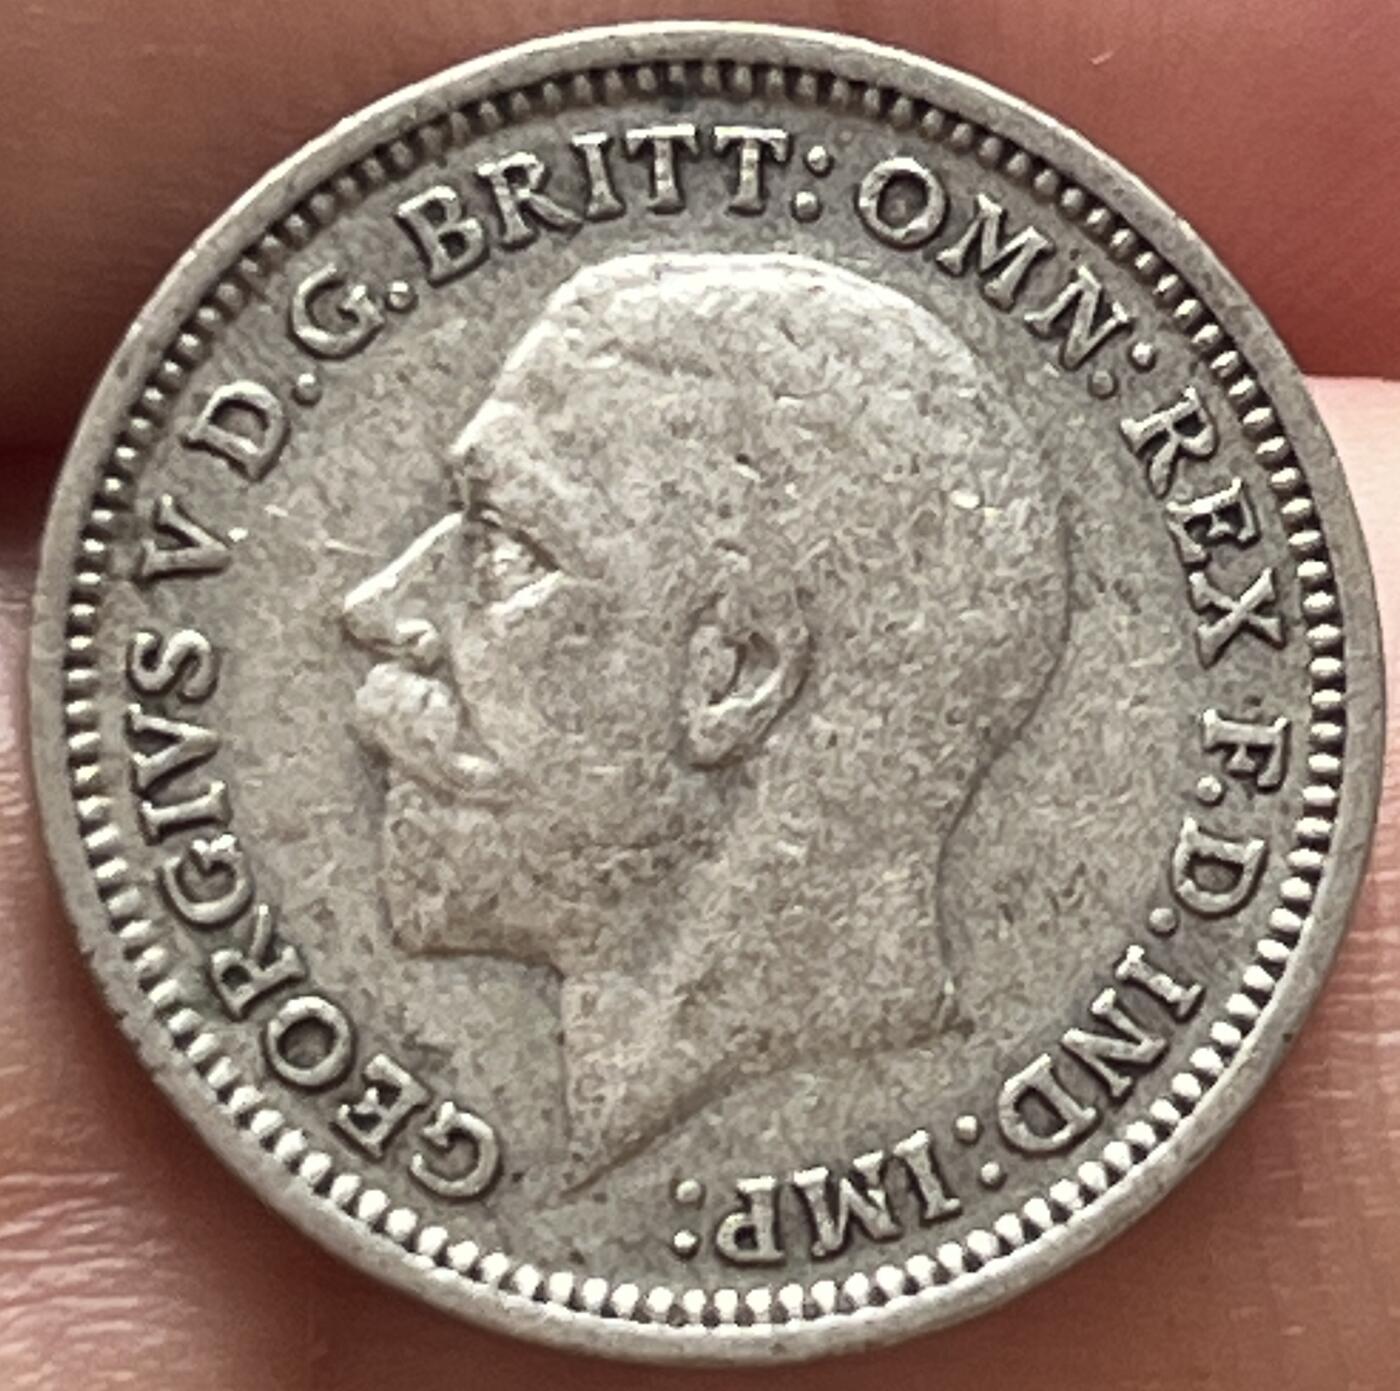 GEORGIVS V D.G.BRITT: OMN: REX F.D.IND:IMP: